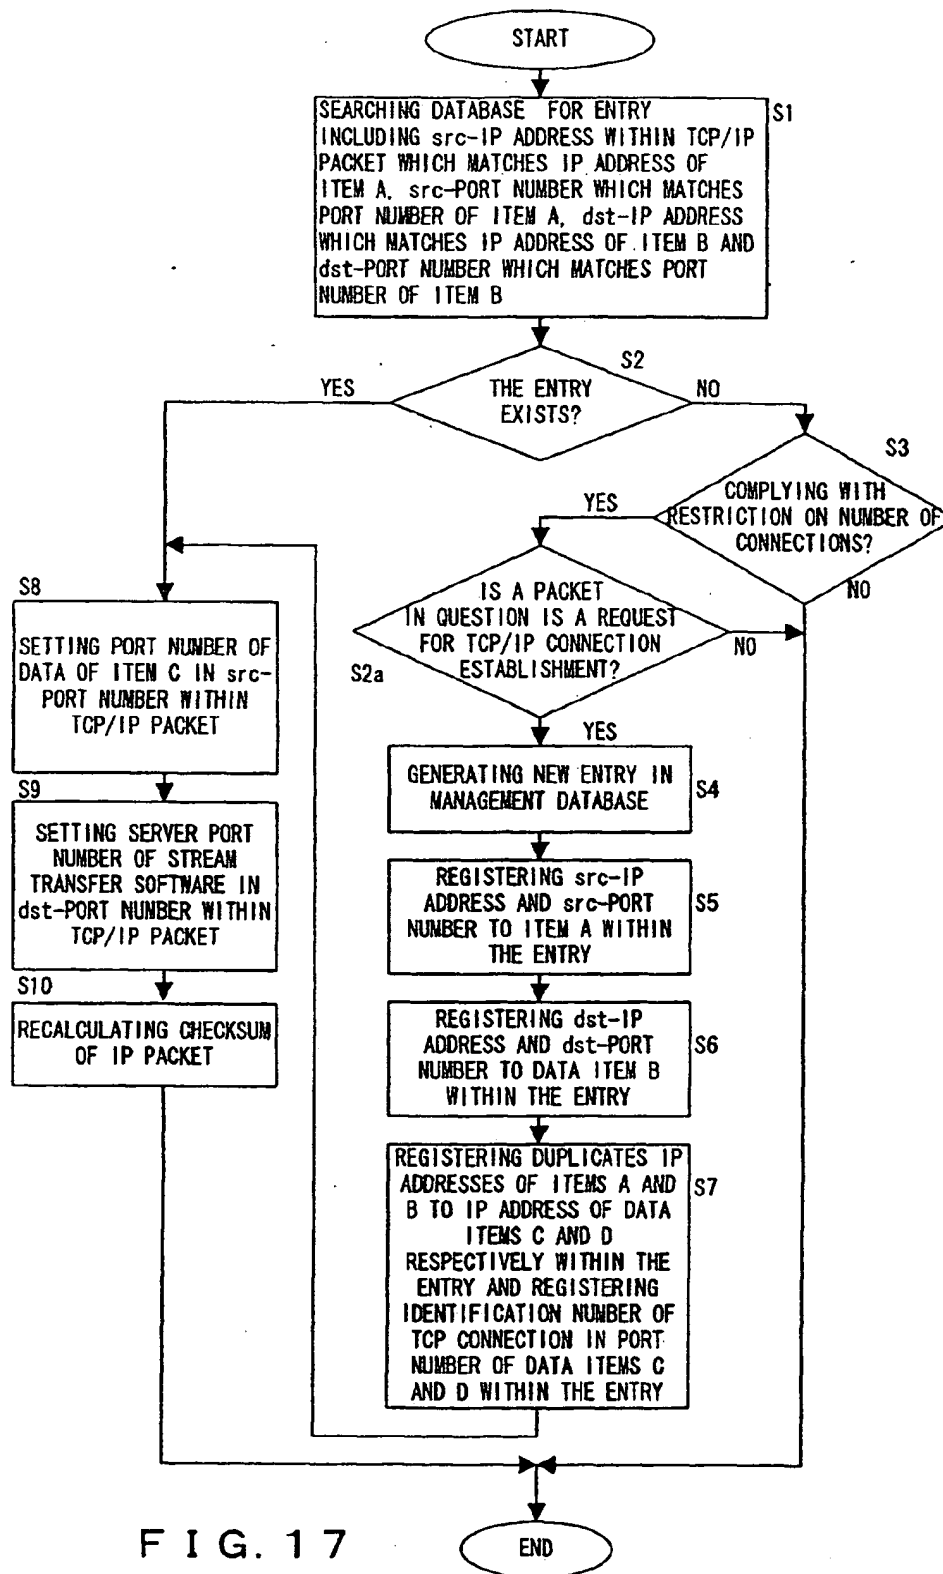 START
S1
SEARCHING DATABASE FOR ENTRY
INCLUDING src-IP ADDRESS WITHIN TCP/IP
PACKET WHICH MATCHES IP ADDRESS OF
ITEM A, src-PORT NUMBER WHICH MATCHES
PORT NUMBER OF ITEM A, dst-IP ADDRESS
WHICH MATCHES IP ADDRESS OF ITEM B AND
dst-PORT NUMBER WHICH MATCHES PORT
NUMBER OF ITEM B
S2
YES
THE ENTRY
EXISTS?
NO
S3
COMPLYING WITH
RESTRICTION ON NUMBER OF
CONNECTIONS?
YES
NO
IS A PACKET
IN QUESTION IS A REQUEST
FOR TCP/IP CONNECTION
ESTABLISHMENT?
S2a
NO
YES
S8
SETTING PORT NUMBER OF
DATA OF ITEM C IN src-
PORT NUMBER WITHIN
TCP/IP PACKET
S9
SETTING SERVER PORT
NUMBER OF STREAM
TRANSFER SOFTWARE IN
dst-PORT NUMBER WITHIN
TCP/IP PACKET
S10
RECALCULATING CHECKSUM
OF IP PACKET
GENERATING NEW ENTRY IN
MANAGEMENT DATABASE
S4
REGISTERING src-IP
ADDRESS AND src-PORT
NUMBER TO ITEM A WITHIN
THE ENTRY
S5
REGISTERING dst-IP
ADDRESS AND dst-PORT
NUMBER TO DATA ITEM B
WITHIN THE ENTRY
S6
REGISTERING DUPLICATES IP
ADDRESSES OF ITEMS A AND
B TO IP ADDRESS OF DATA
ITEMS C AND D
RESPECTIVELY WITHIN THE
ENTRY AND REGISTERING
IDENTIFICATION NUMBER OF
TCP CONNECTION IN PORT
NUMBER OF DATA ITEMS C
AND D WITHIN THE ENTRY
S7
END
FIG. 17